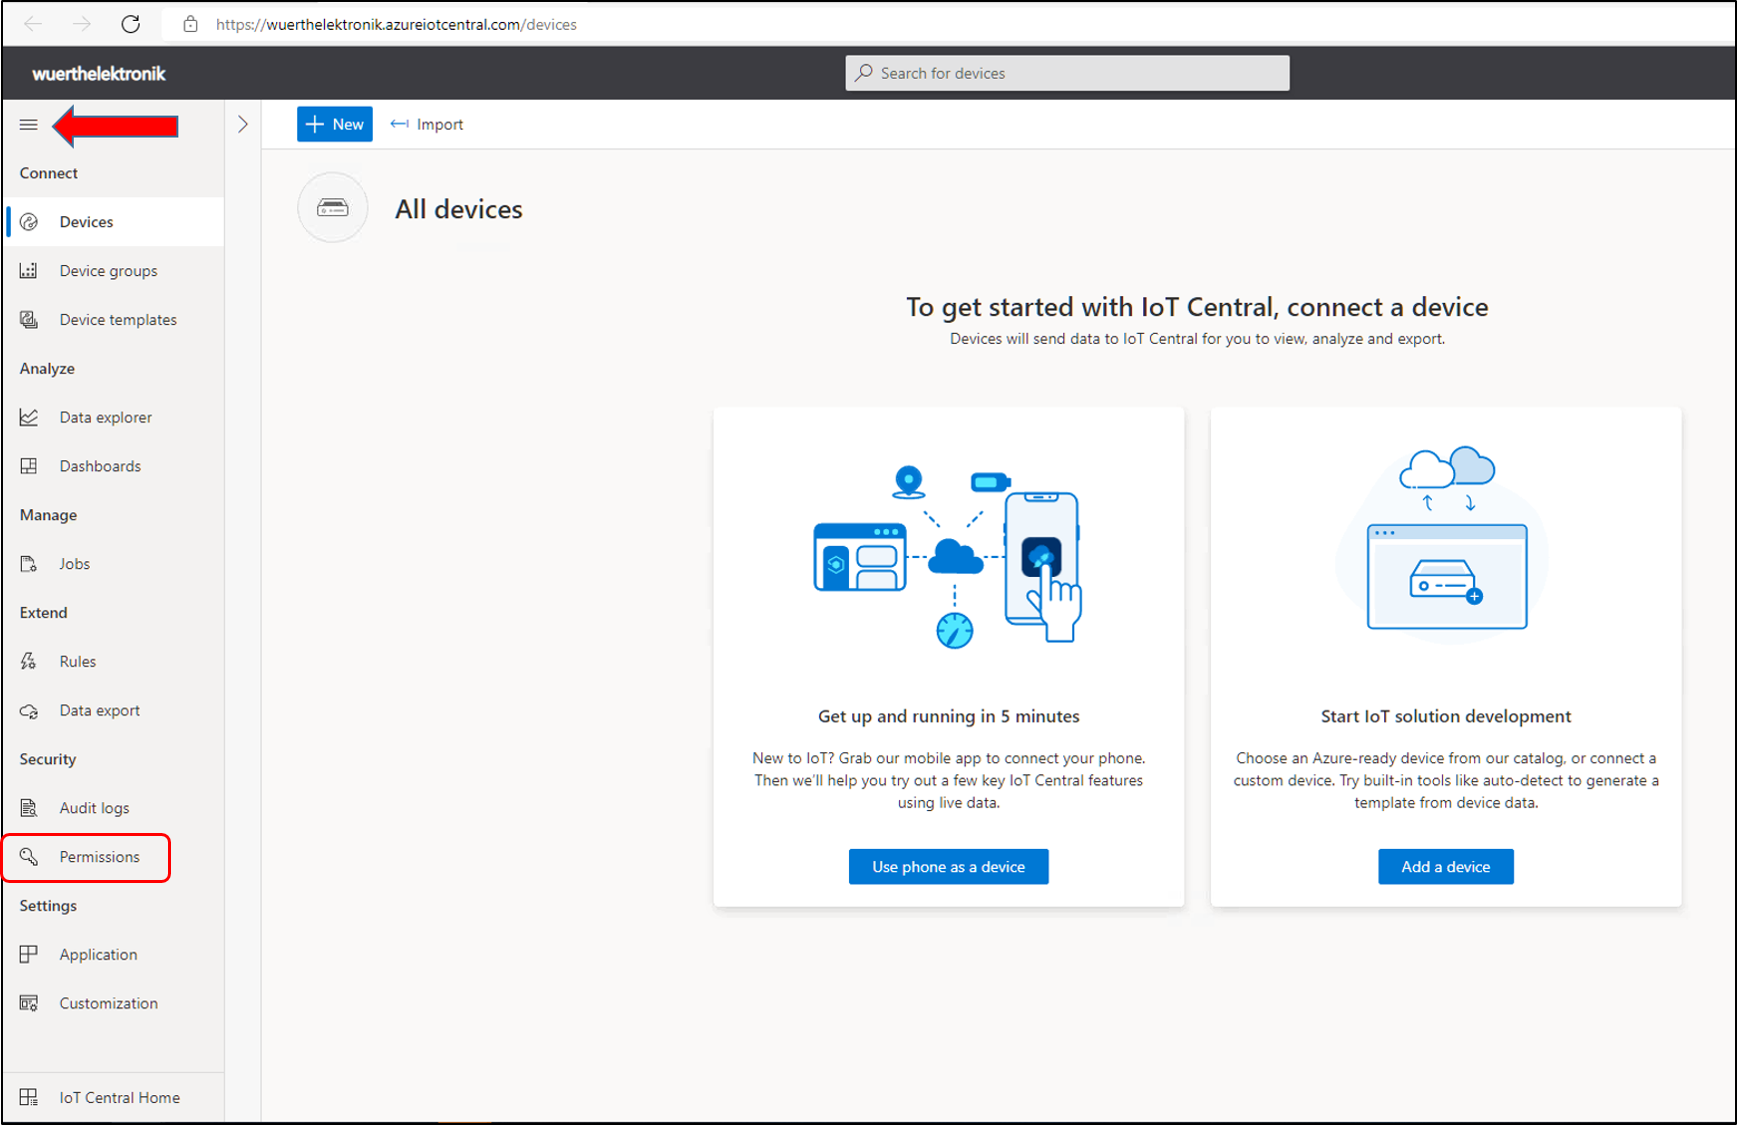 https://wuerthelektronik.azureiotcentral.com/devices
wuerthelektronik
Search for devices
New
Import
Connect
Devices
Device groups
Device templates
Analyze
Data explorer
Dashboards
Manage
Jobs
Extend
Rules
Data export
Security
Audit logs
Permissions
Settings
Application
Customization
IoT Central Home
All devices
To get started with IoT Central, connect a device
Devices will send data to IoT Central for you to view, analyze and export.
Get up and running in 5 minutes
New to IoT? Grab our mobile app to connect your phone.
Then we'll help you try out a few key IoT Central features
using live data.
Use phone as a device
Start IoT solution development
Choose an Azure-ready device from our catalog, or connect a
custom device. Try built-in tools like auto-detect to generate a
template from device data.
Add a device